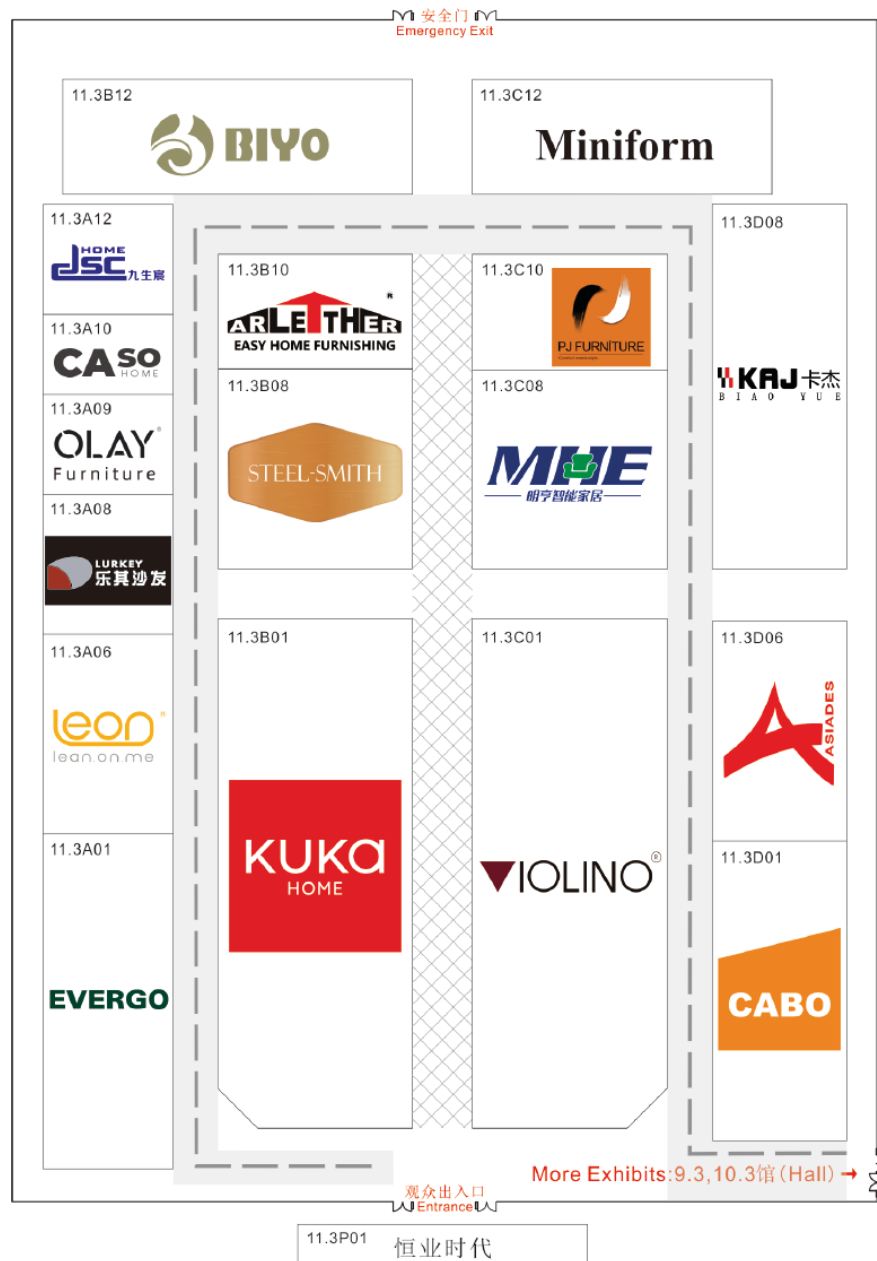 安全门
Emergency Exit
11.3B12
BIYO
11.3C12
Miniform
11.3A12
HOME
JSC 九生宸
11.3A10
CASO
HOME
11.3A09
OLAY®
Furniture
11.3A08
LURKEY
乐其沙发
11.3A06
leon®
lean.on.me
11.3A01
EVERGO
11.3B10
ARLETTHER®
EASY HOME FURNISHING
11.3B08
STEEL-SMITH
11.3B01
KUKa
HOME
11.3C10
PJ FURNITURE
11.3C08
MHE
明亨智能家居
11.3C01
VIOLINO®
11.3D08
KAJ卡杰
BIAO YUE
11.3D06
ASIADES
11.3D01
CABO
More Exhibits:9.3,10.3馆(Hall)
观众出入口
Entrance
11.3P01 恒业时代